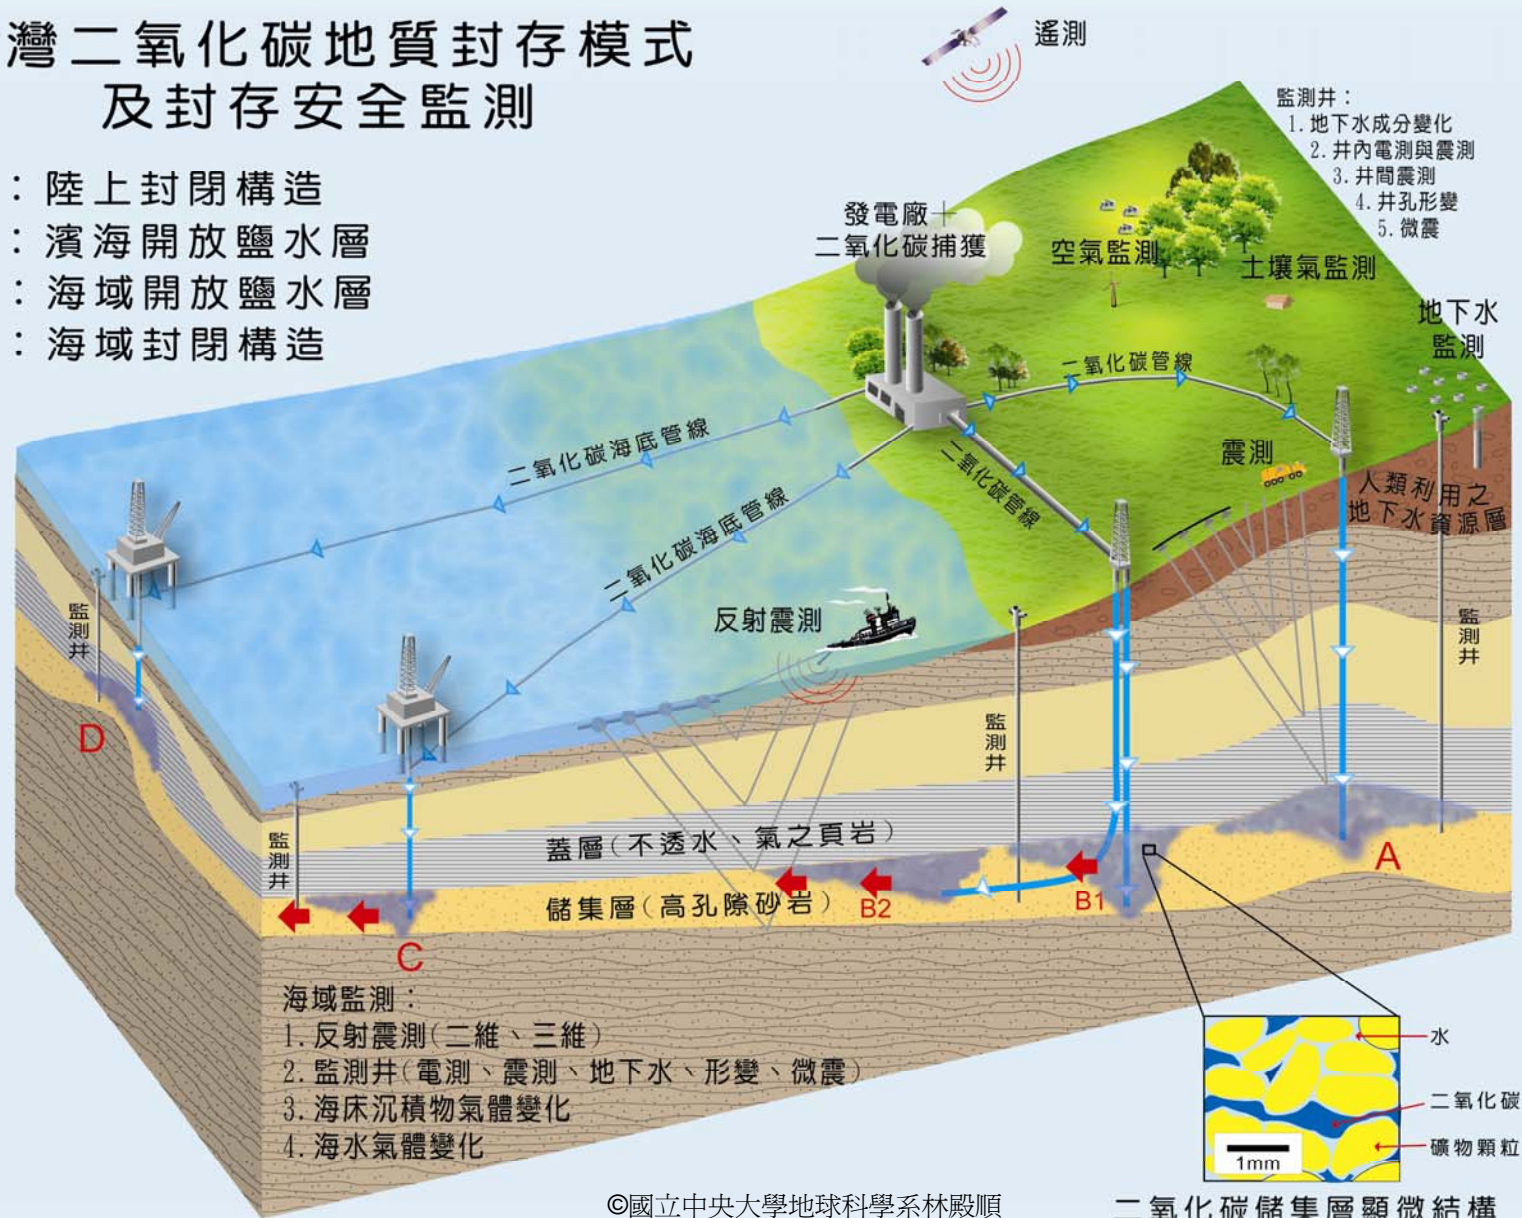 灣二氧化碳地質封存模式
及封存安全監測
：陸上封閉構造
：濱海開放鹽水層
：海域開放鹽水層
：海域封閉構造
遙測
監測井：
1. 地下水成分變化
2. 井內電測與震測
3. 井間震測
4. 井孔形變
5. 微震
發電廠＋
二氧化碳捕獲
空氣監測
土壤氣監測
地下水
監測
二氧化碳管線
二氧化碳海底管線
二氧化碳管線
震測
人類利用之
地下水資源層
二氧化碳海底管線
反射震測
監測井
監測井
監測井
監測井
D
蓋層(不透水、氣之頁岩)
A
儲集層(高孔隙砂岩)
B2
B1
C
海域監測：
1. 反射震測(二維、三維)
2. 監測井(電測、震測、地下水、形變、微震)
3. 海床沉積物氣體變化
4. 海水氣體變化
水
二氧化碳
礦物顆粒
1mm
二氧化碳儲集層顯微結構
©國立中央大學地球科學系林殿順